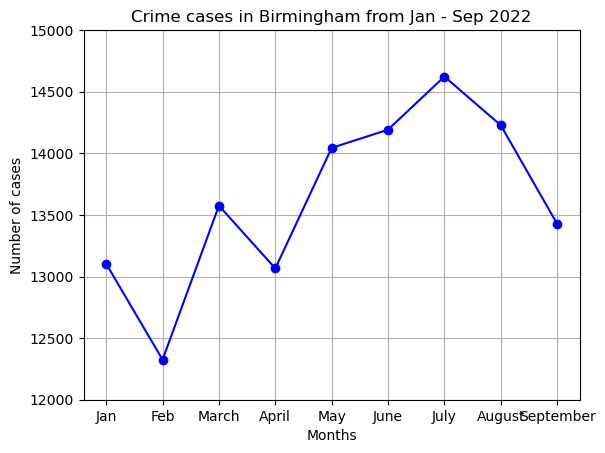 Crime cases in Birmingham from Jan - Sep 2022
15000
14500
14000
13500
13000
12500
12000
Number of cases
Jan Feb March April May June July August September
Months